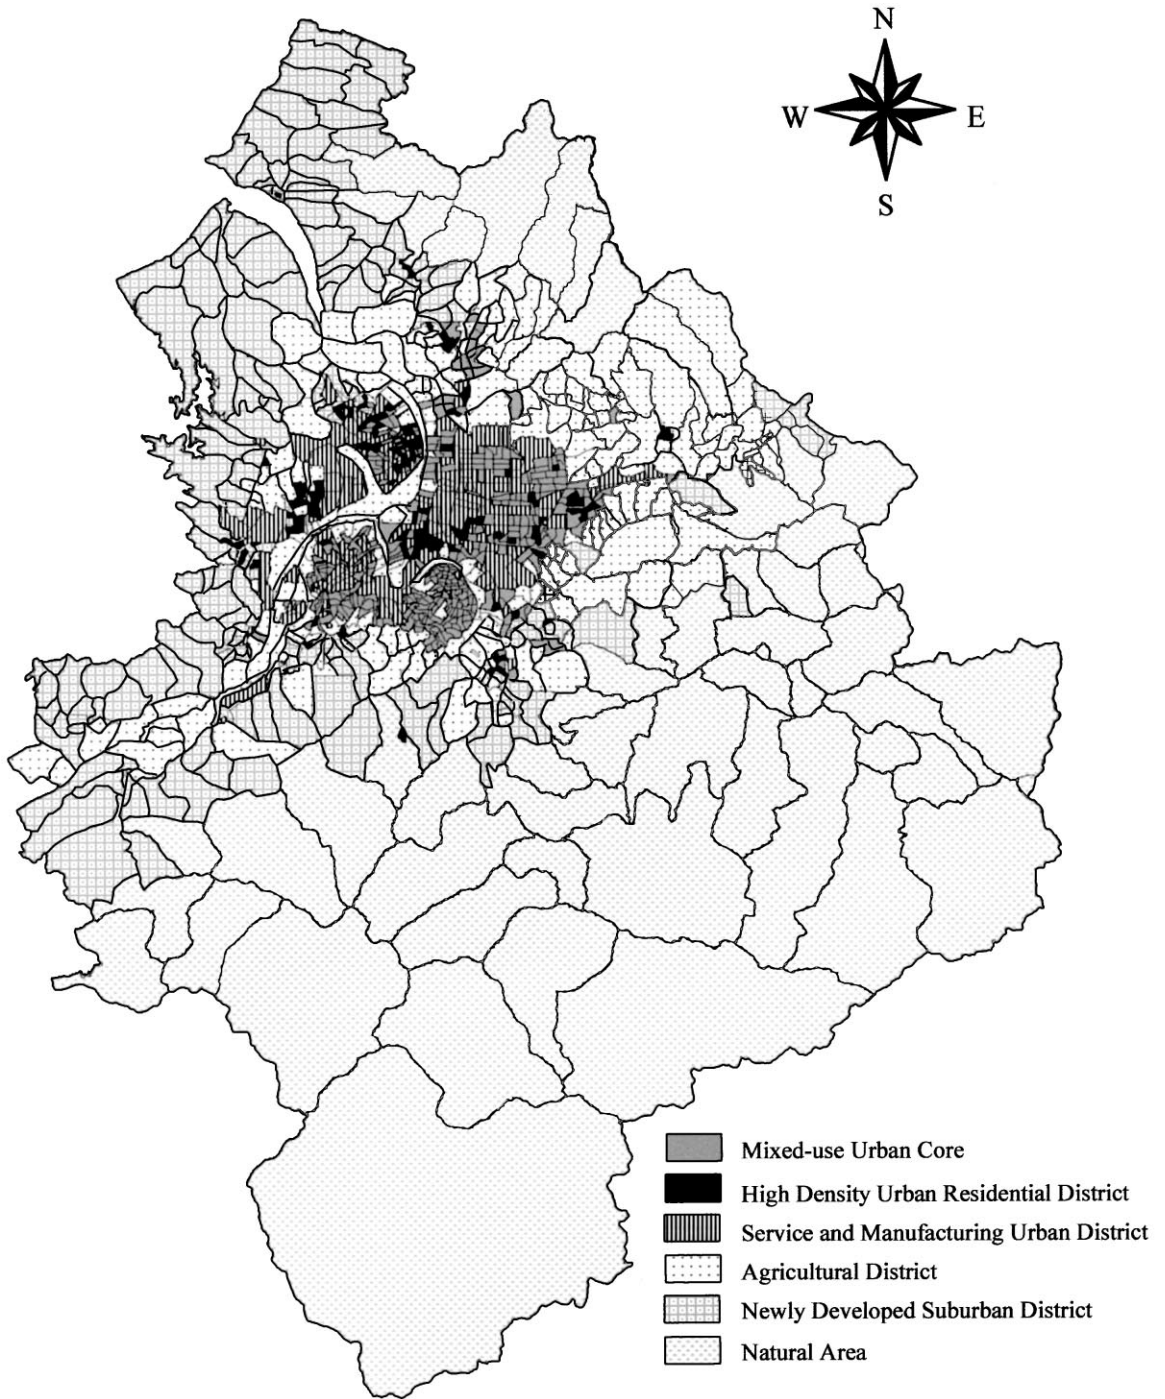 N
W E
S
Mixed-use Urban Core
High Density Urban Residential District
Service and Manufacturing Urban District
Agricultural District
Newly Developed Suburban District
Natural Area